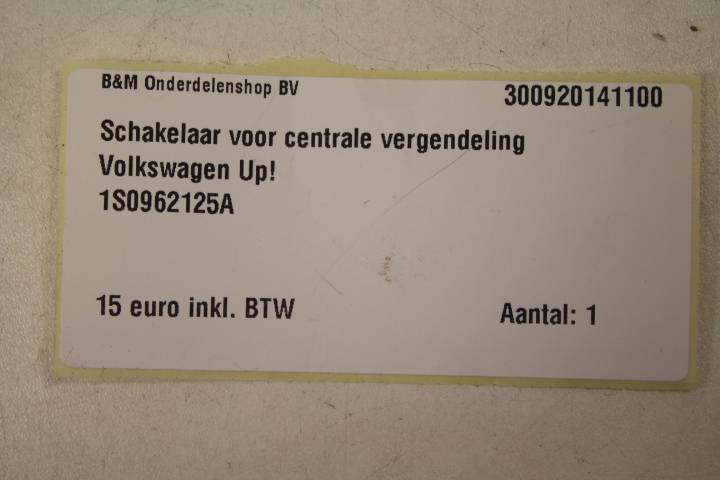 B&M Onderdelenshop BV
300920141100
Schakelaar voor centrale vergendeling
Volkswagen Up!
1S0962125A
15 euro inkl. BTW
Aantal: 1